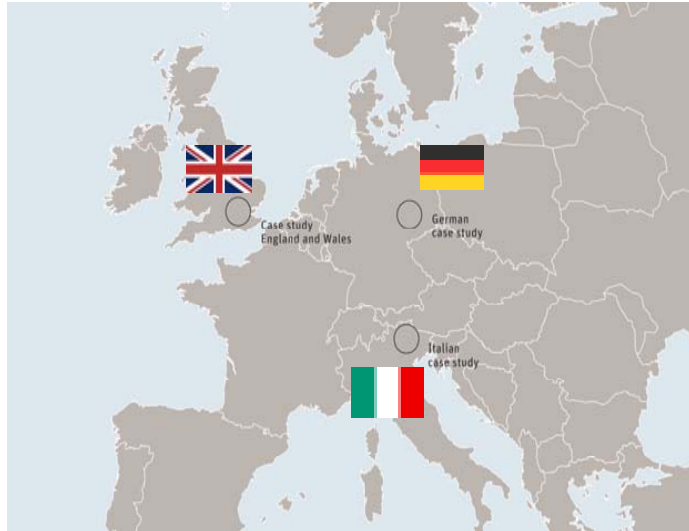 Case study
England and Wales
German
case study
Italian
case study